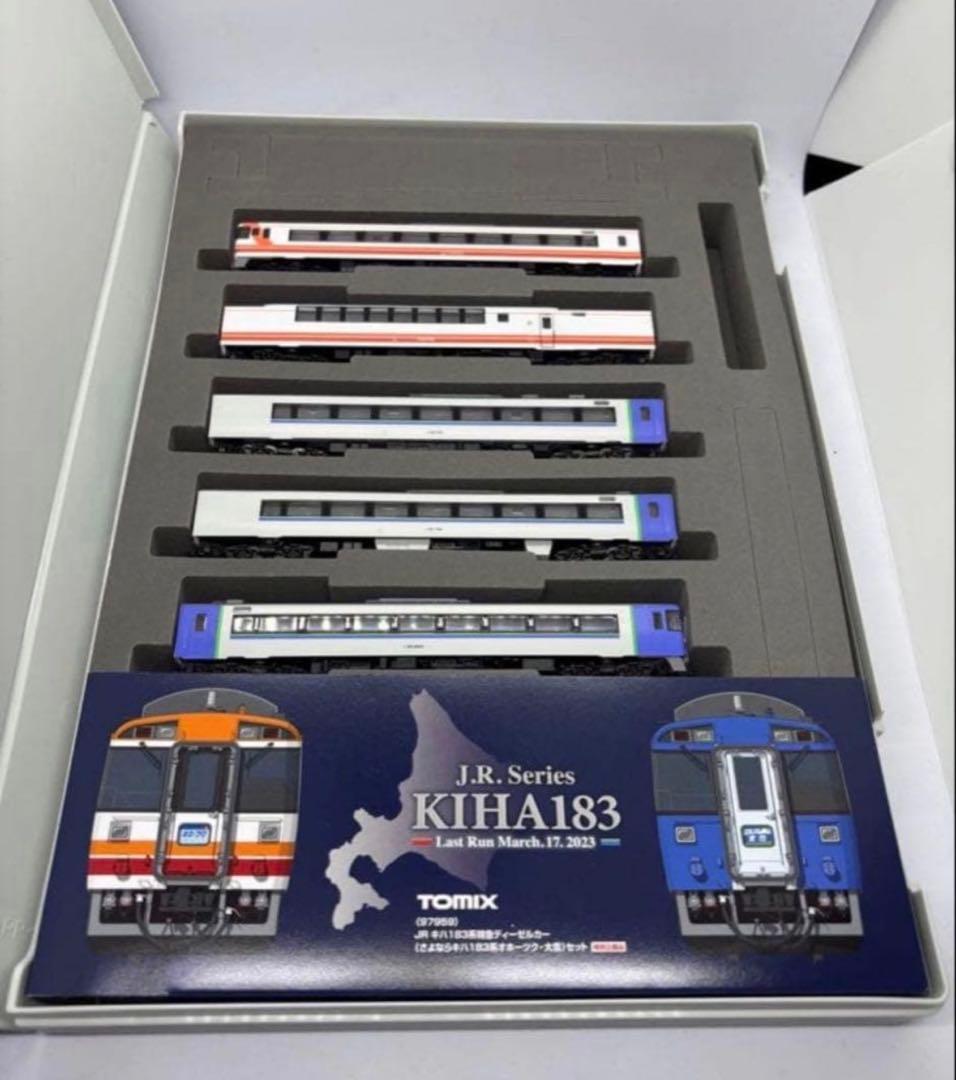 J.R. Series
KIHA183
Last Run March.17.2023
TOMIX
〈97959〉
JR キハ183系特急ディーゼルカー
(さよならキハ183系オホーツク・大雪)セット